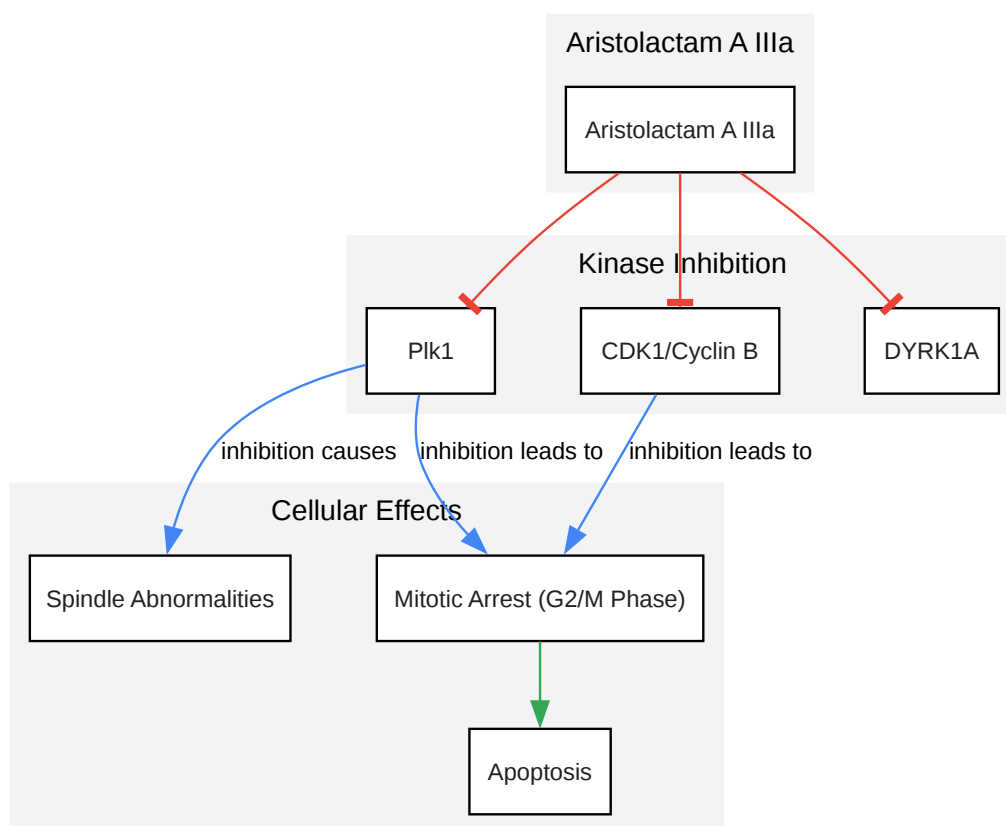 Aristolactam A IIIa
Aristolactam A IIIa
Kinase Inhibition
Plk1
CDK1/Cyclin B
DYRK1A
inhibition causes
inhibition leads to
inhibition leads to
Cellular Effects
Spindle Abnormalities
Mitotic Arrest (G2/M Phase)
Apoptosis